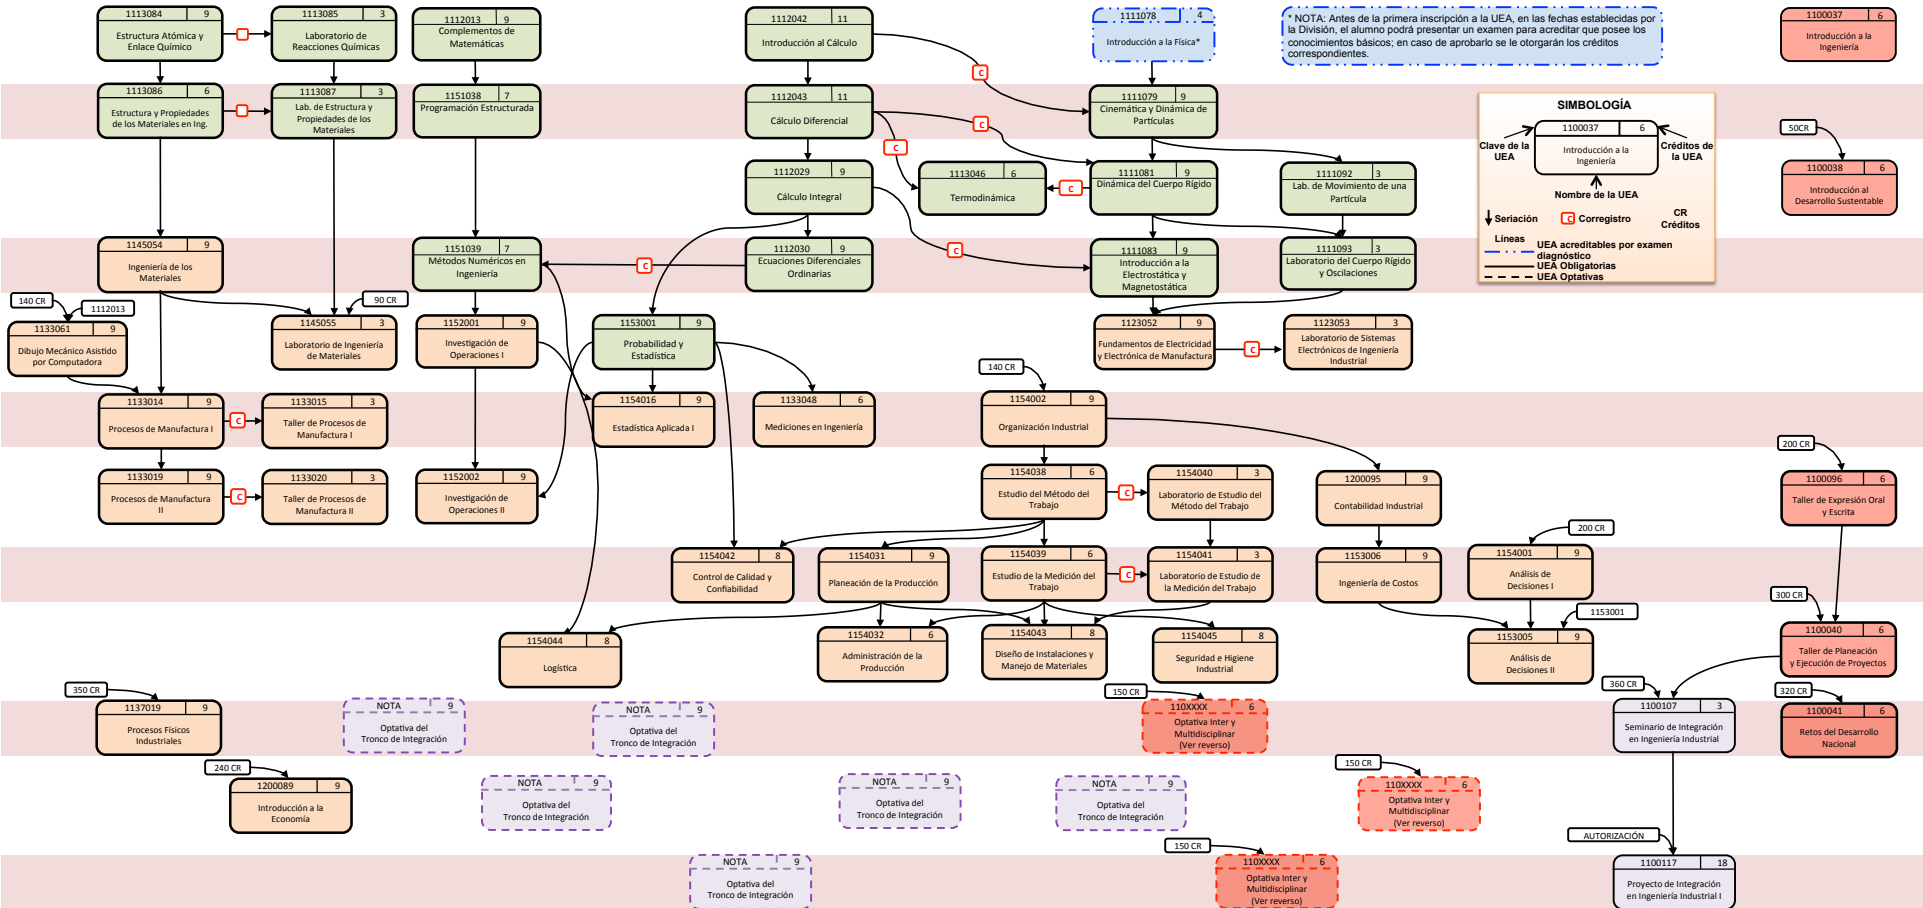 1113084 9
Estructura Atómica y
Enlace Químico
1113085 3
Laboratorio de
Reacciones Químicas
1112013 9
Complementos de
Matemáticas
1112042 11
Introducción al Cálculo
1111078 4
Introducción a la Física*
* NOTA: Antes de la primera inscripción a la UEA, en las fechas establecidas por
la División, el alumno podrá presentar un examen para acreditar que posee los
conocimientos básicos; en caso de aprobarlo se le otorgarán los créditos
correspondientes.
1100037 6
Introducción a la
Ingeniería
C
1113086 6
Estructura y Propiedades
de los Materiales en Ing.
1113087 3
Lab. de Estructura y
Propiedades de los
Materiales
1151038 7
Programación Estructurada
1112043 11
Cálculo Diferencial
1111079 9
Cinemática y Dinámica de
Partículas
C
C
SIMBOLOGÍA
1100037 6
Introducción a la
Ingeniería
Clave de la
UEA
Créditos de
la UEA
Nombre de la UEA
Seriación
C Corregistro
CR
Créditos
Líneas
UEA acreditables por examen
diagnóstico
UEA Obligatorias
UEA Optativas
50CR
1100038 6
Introducción al
Desarrollo Sustentable
1112029 9
Cálculo Integral
1113046 6
Termodinámica
C
1111081 9
Dinámica del Cuerpo Rígido
1111092 3
Lab. de Movimiento de una
Partícula
1145054 9
Ingeniería de los
Materiales
1151039 7
Métodos Numéricos en
Ingeniería
C
1112030 9
Ecuaciones Diferenciales
Ordinarias
C
1111083 9
Introducción a la
Electrostática y
Magnetostática
1111093 3
Laboratorio del Cuerpo Rígido
y Oscilaciones
140 CR
1112013
90 CR
1133061 9
Dibujo Mecánico Asistido
por Computadora
1145055 3
Laboratorio de Ingeniería
de Materiales
1152001 9
Investigación de
Operaciones I
1153001 9
Probabilidad y
Estadística
1123052 9
Fundamentos de Electricidad
y Electrónica de Manufactura
C
1123053 3
Laboratorio de Sistemas
Electrónicos de Ingeniería
Industrial
140 CR
1133014 9
Procesos de Manufactura I
C
1133015 3
Taller de Procesos de
Manufactura I
1154016 9
Estadística Aplicada I
1133048 6
Mediciones en Ingeniería
1154002 9
Organización Industrial
200 CR
1133019 9
Procesos de Manufactura
II
C
1133020 3
Taller de Procesos de
Manufactura II
1152002 9
Investigación de
Operaciones II
1154038 6
Estudio del Método del
Trabajo
C
1154040 3
Laboratorio de Estudio del
Método del Trabajo
1200095 9
Contabilidad Industrial
1100096 6
Taller de Expresión Oral
y Escrita
200 CR
1154042 8
Control de Calidad y
Confiabilidad
1154031 9
Planeación de la Producción
1154039 6
Estudio de la Medición del
Trabajo
C
1154041 3
Laboratorio de Estudio de
la Medición del Trabajo
1153006 9
Ingeniería de Costos
1154001 9
Análisis de
Decisiones I
300 CR
1153001
1154044 8
Logística
1154032 6
Administración de la
Producción
1154043 8
Diseño de Instalaciones y
Manejo de Materiales
1154045 8
Seguridad e Higiene
Industrial
1153005 9
Análisis de
Decisiones II
1100040 6
Taller de Planeación
y Ejecución de Proyectos
350 CR
150 CR
360 CR
320 CR
1137019 9
Procesos Físicos
Industriales
NOTA 9
Optativa del
Tronco de Integración
NOTA 9
Optativa del
Tronco de Integración
110XXXX 6
Optativa Inter y
Multidisciplinar
(Ver reverso)
1100107 3
Seminario de Integración
en Ingeniería Industrial
1100041 6
Retos del Desarrollo
Nacional
240 CR
150 CR
1200089 9
Introducción a la
Economía
NOTA 9
Optativa del
Tronco de Integración
NOTA 9
Optativa del
Tronco de Integración
NOTA 9
Optativa del
Tronco de Integración
110XXXX 6
Optativa Inter y
Multidisciplinar
(Ver reverso)
150 CR
AUTORIZACIÓN
NOTA 9
Optativa del
Tronco de Integración
110XXXX 6
Optativa Inter y
Multidisciplinar
(Ver reverso)
1100117 18
Proyecto de Integración
en Ingeniería Industrial I